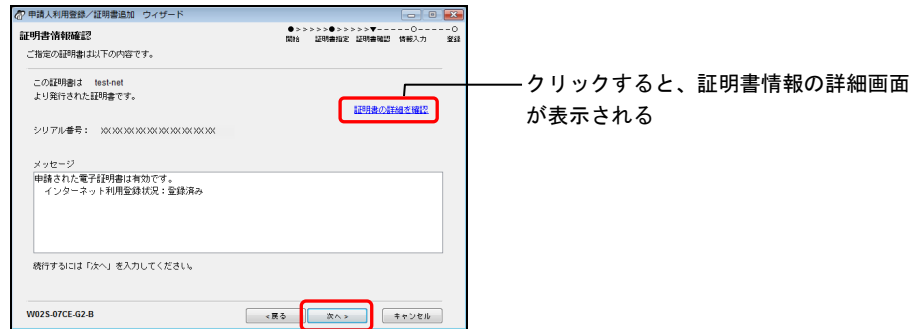 申請人利用登録／証明書追加 ウィザード
証明書情報確認
●>>>>>●>>>>>▼-----○-----○
開始 証明書指定 証明書確認 情報入力 登録
ご指定の証明書は以下の内容です。
この証明書は test-net
より発行された証明書です。
証明書の詳細を確認
シリアル番号： XXXXXXXXXXXXXXXXXXXX
メッセージ
申請された電子証明書は有効です。
インターネット利用登録状況：登録済み
続行するには「次へ」を入力してください。
W02S-07CE-G2-B
<戻る
次へ >
キャンセル
クリックすると、証明書情報の詳細画面
が表示される